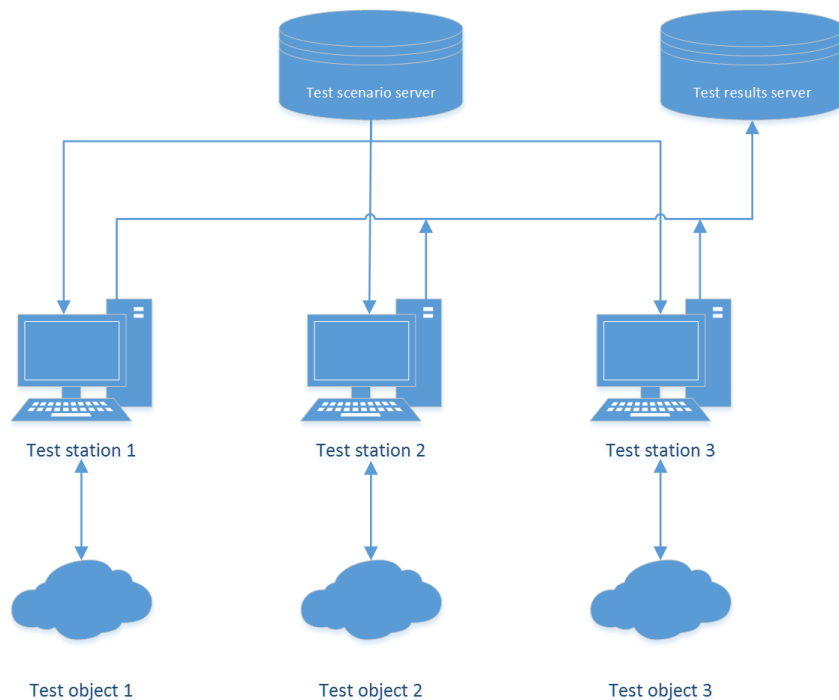 Test scenario server
Test results server
Test station 1
Test station 2
Test station 3
Test object 1
Test object 2
Test object 3